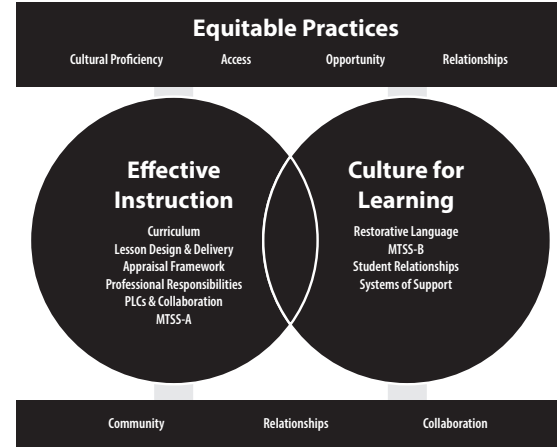 Equitable Practices
Cultural Proficiency Access Opportunity Relationships
Effective
Instruction
Curriculum
Lesson Design & Delivery
Appraisal Framework
Professional Responsibilities
PLCs & Collaboration
MTSS-A
Culture for
Learning
Restorative Language
MTSS-B
Student Relationships
Systems of Support
Community Relationships Collaboration